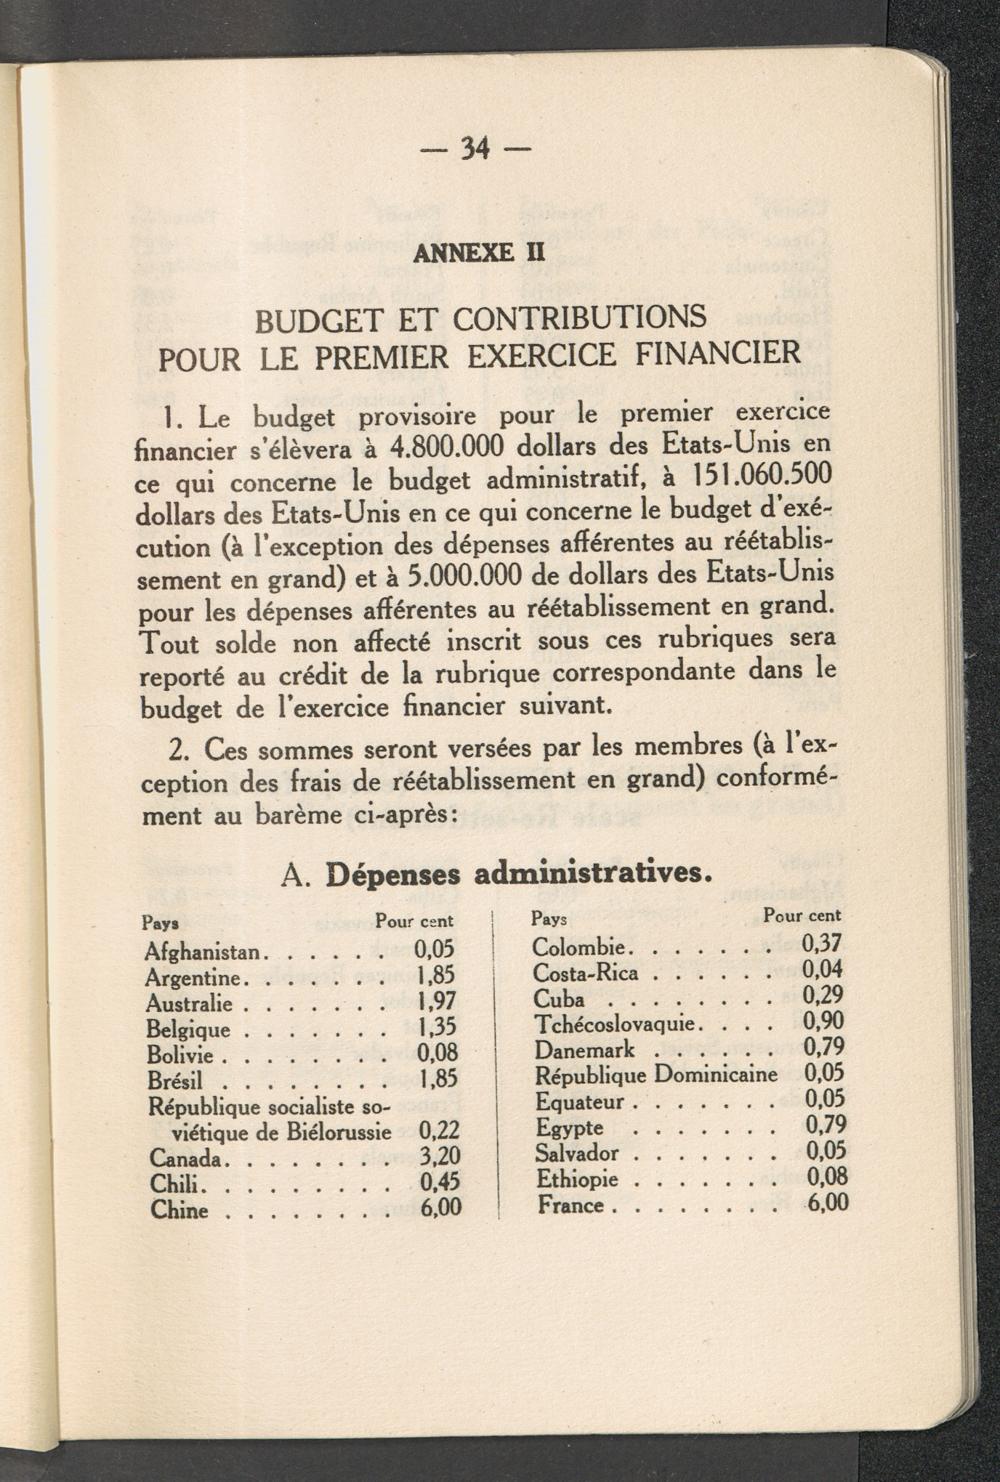 — 34 —
ANNEXE II
BUDGET ET CONTRIBUTIONS
POUR LE PREMIER EXERCICE FINANCIER
1. Le budget provisoire pour le premier exercice
financier s'élèvera à 4.800.000 dollars des Etats-Unis en
ce qui concerne le budget administratif, à 151.060.500
dollars des Etats-Unis en ce qui concerne le budget d'exé-
cution (à l'exception des dépenses afférentes au réétablis-
sement en grand) et à 5.000.000 de dollars des Etats-Unis
pour les dépenses afférentes au réétablissement en grand.
Tout solde non affecté inscrit sous ces rubriques sera
reporté au crédit de la rubrique correspondante dans le
budget de l'exercice financier suivant.
2. Ces sommes seront versées par les membres (à l'ex-
ception des frais de réétablissement en grand) conformé-
ment au barème ci-après:
A. Dépenses administratives.
Pays Pour cent
Afghanistan. . . . . . 0,05
Argentine. . . . . . . 1,85
Australie . . . . . . . 1,97
Belgique . . . . . . . 1,35
Bolivie . . . . . . . . 0,08
Brésil . . . . . . . . 1,85
République socialiste so-
viétique de Biélorussie 0,22
Canada. . . . . . . . 3,20
Chili. . . . . . . . . 0,45
Chine . . . . . . . . 6,00
Pays Pour cent
Colombie. . . . . . . 0,37
Costa-Rica . . . . . . 0,04
Cuba . . . . . . . . 0,29
Tchécoslovaquie. . . . 0,90
Danemark . . . . . . 0,79
République Dominicaine 0,05
Equateur . . . . . . . 0,05
Egypte . . . . . . . 0,79
Salvador . . . . . . . 0,05
Ethiopie . . . . . . . 0,08
France . . . . . . . . 6,00